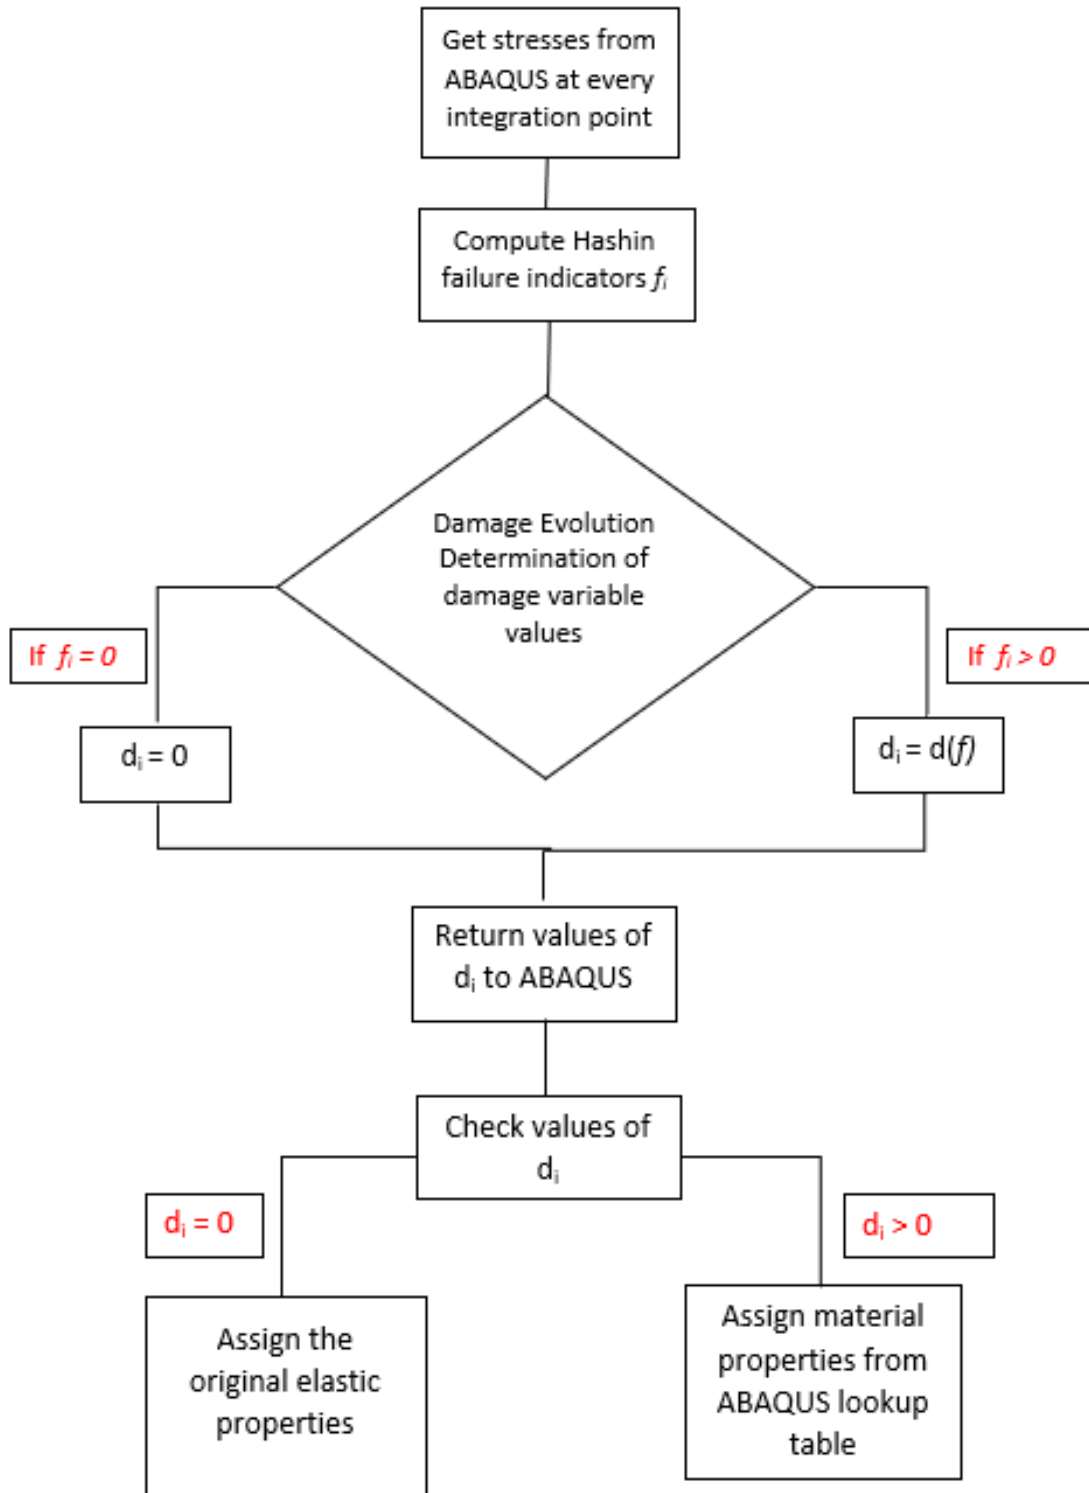 Get stresses from
ABAQUS at every
integration point
Compute Hashin
failure indicators fᵢ
Damage Evolution
Determination of
damage variable
values
If fᵢ = 0
If fᵢ > 0
dᵢ = 0
dᵢ = d(f)
Return values of
dᵢ to ABAQUS
Check values of
dᵢ
dᵢ = 0
dᵢ > 0
Assign the
original elastic
properties
Assign material
properties from
ABAQUS lookup
table